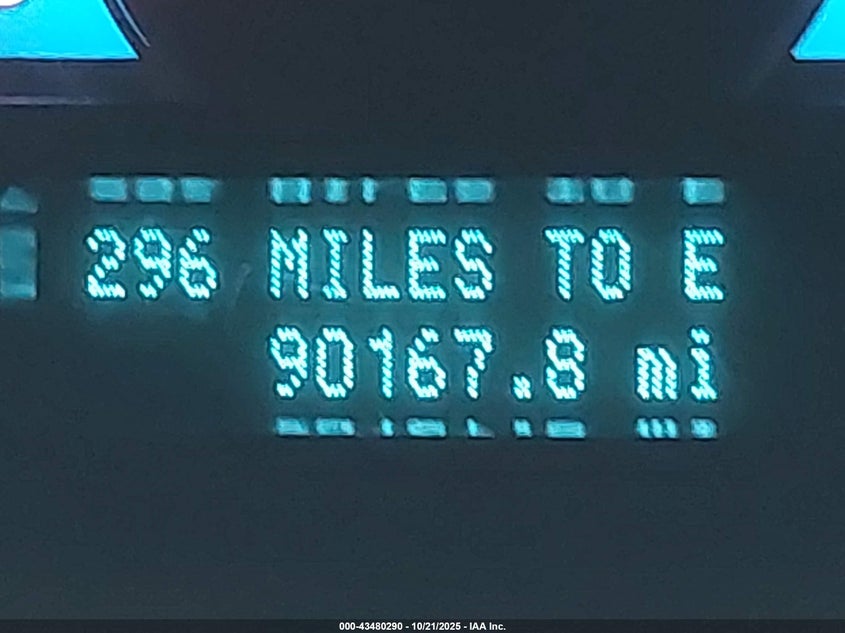 296 MILES TO E
90167.8 mi
000-43480290 - 10/21/2025 - IAA Inc.